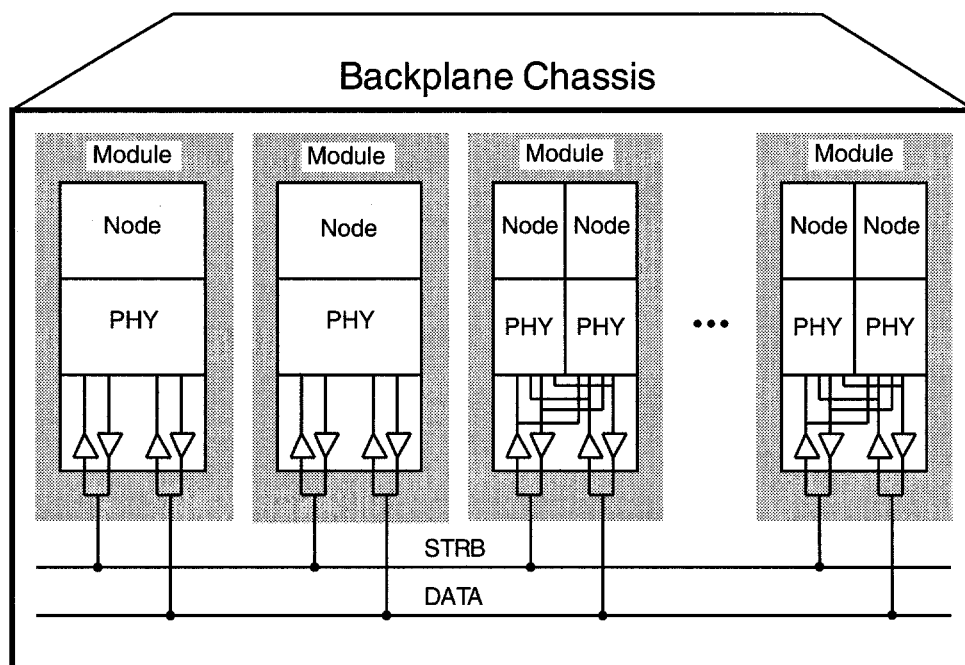 Backplane Chassis
Module Module Module Module
Node Node Node Node Node Node
PHY PHY PHY PHY ••• PHY PHY
STRB
DATA